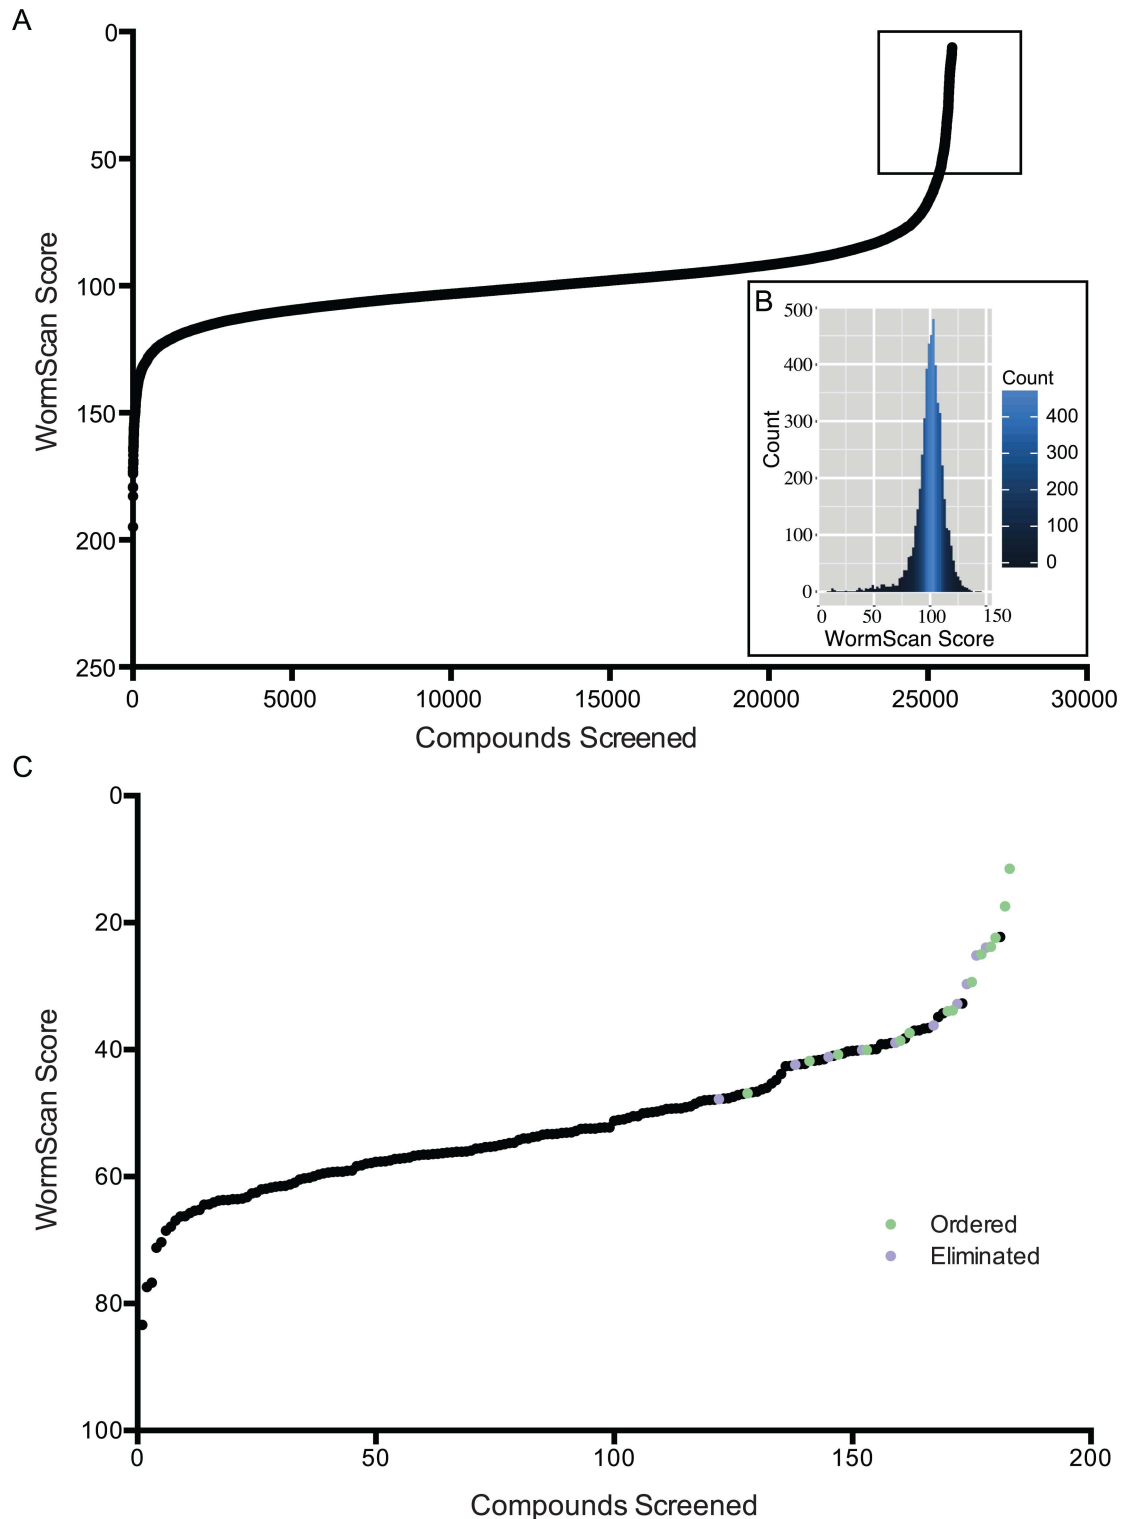 A
0
50
100
150
200
250
WormScan Score
0 5000 10000 15000 20000 25000 30000
Compounds Screened
B
500
400
300
200
100
0
Count
0 50 100 150
WormScan Score
Count
400
300
200
100
0
C
0
20
40
60
80
100
WormScan Score
Ordered
Eliminated
0 50 100 150 200
Compounds Screened